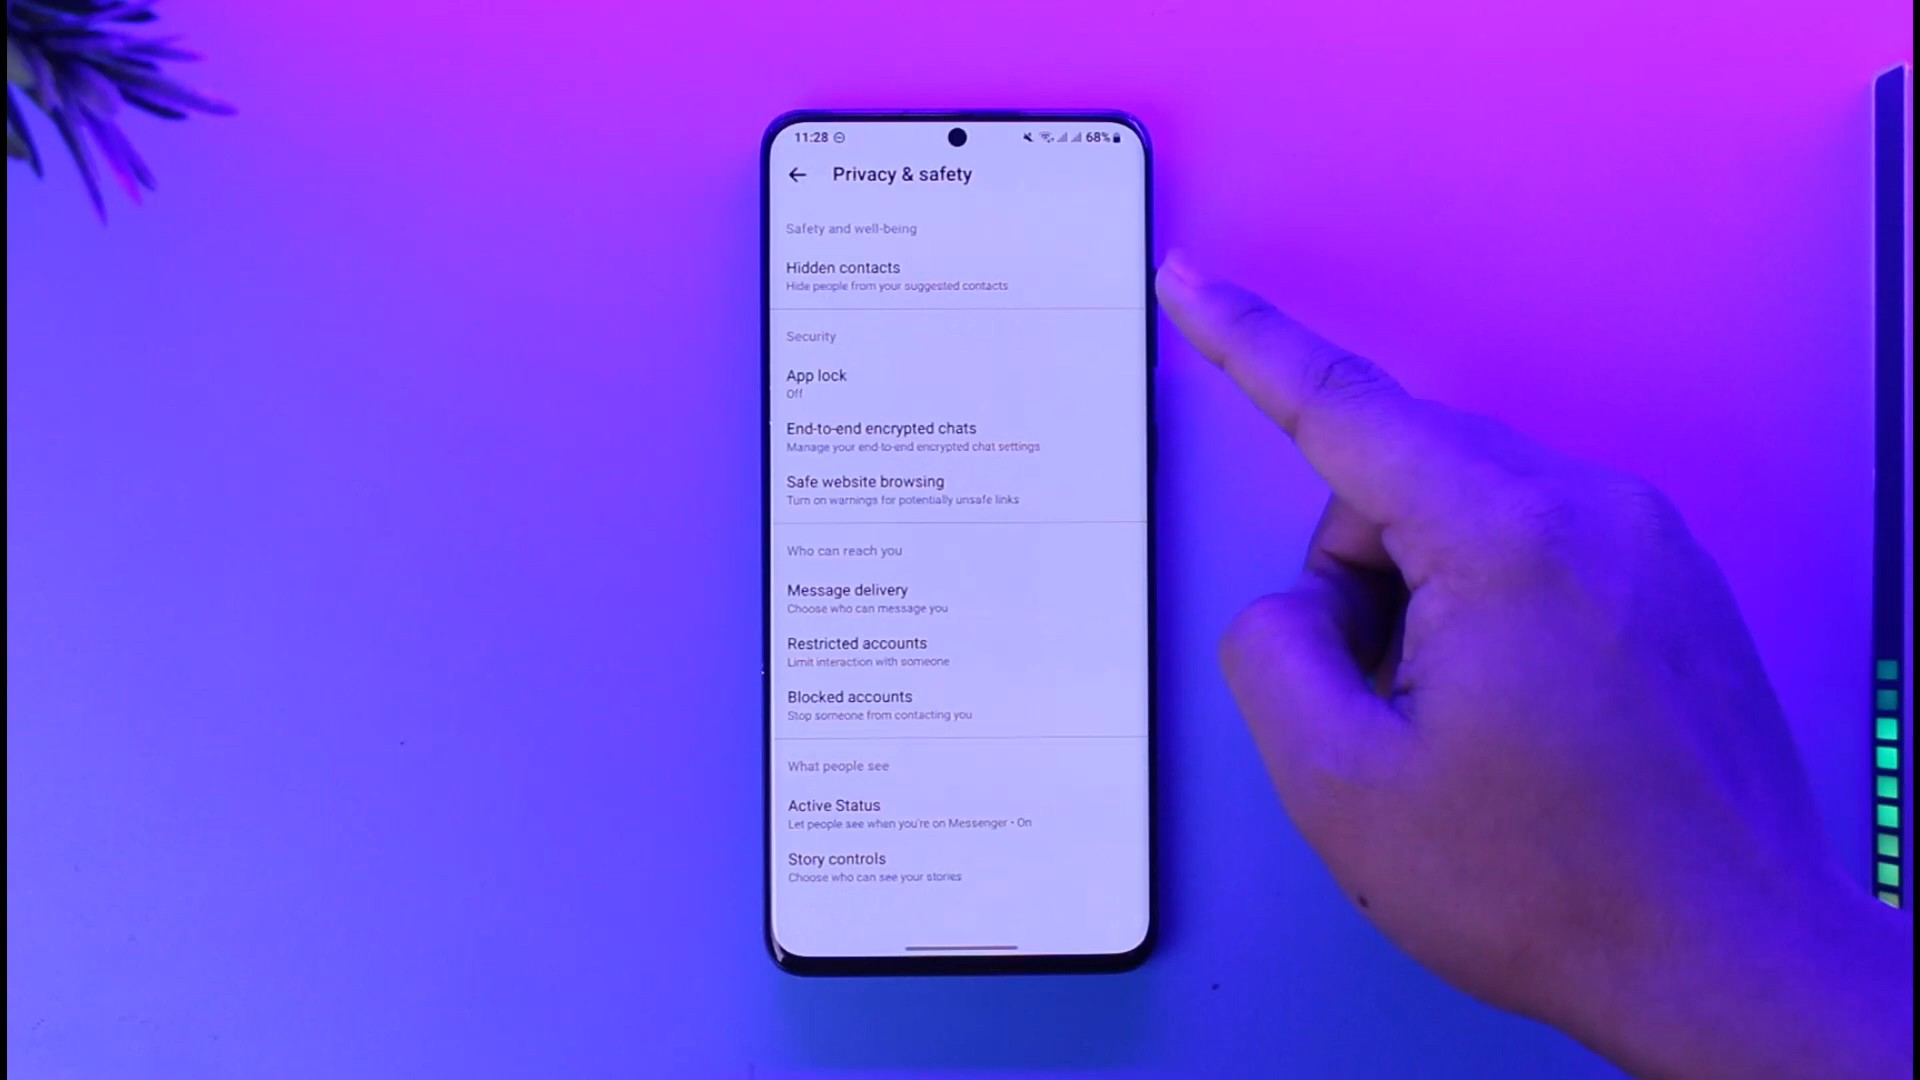 11:28 68%
Privacy & safety
Safety and well-being
Hidden contacts
Hide people from your suggested contacts
Security
App lock
Off
End-to-end encrypted chats
Manage your end-to-end encrypted chat settings
Safe website browsing
Turn on warnings for potentially unsafe links
Who can reach you
Message delivery
Choose who can message you
Restricted accounts
Limit interaction with someone
Blocked accounts
Stop someone from contacting you
What people see
Active Status
Let people see when you're on Messenger • On
Story controls
Choose who can see your stories